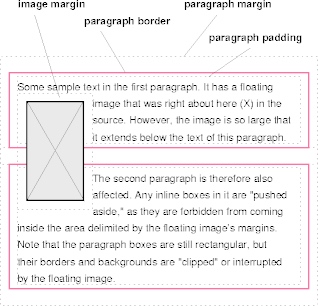 image margin
paragraph margin
paragraph border
paragraph padding
Some sample text in the first paragraph. It has a floating
image that was right about here (X) in the
source. However, the image is so large that
it extends below the text of this paragraph.
The second paragraph is therefore also
affected. Any inline boxes in it are "pushed
aside," as they are forbidden from coming
inside the area delimited by the floating image's margins.
Note that the paragraph boxes are still rectangular, but
their borders and backgrounds are "clipped" or interrupted
by the floating image.